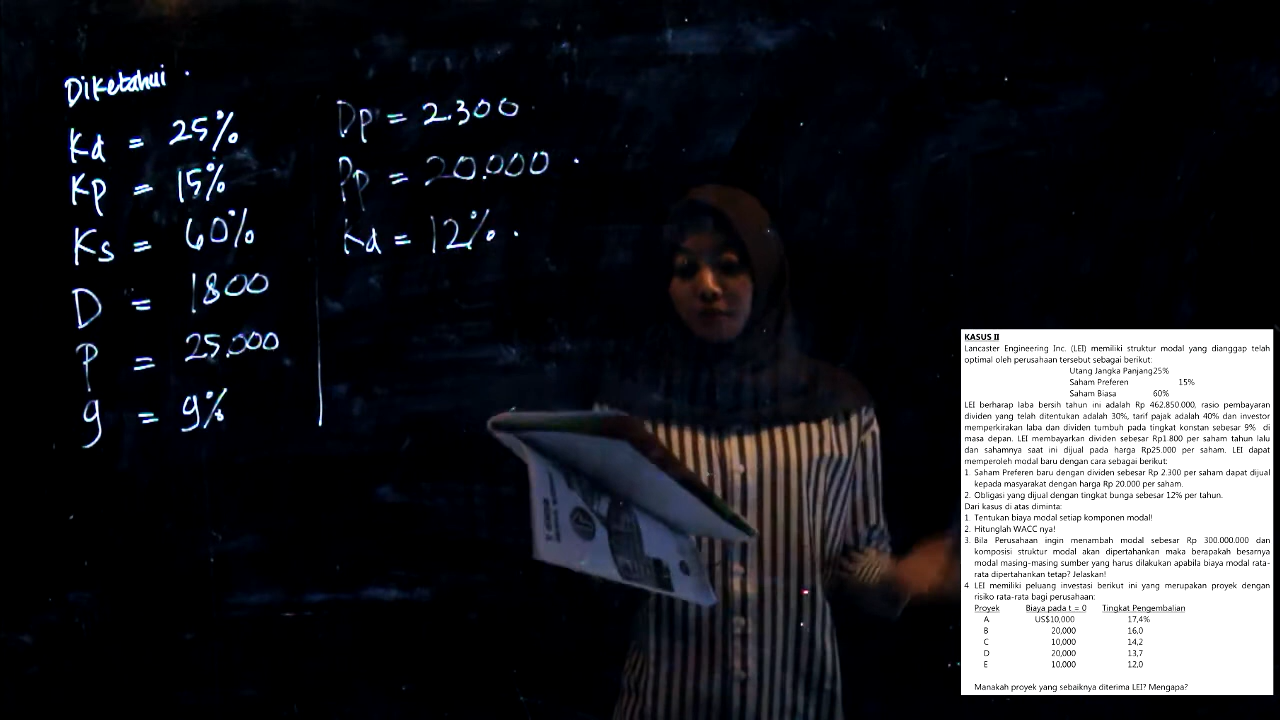 Diketahui .
Kd = 25%
Kp = 15%
Ks = 60%
D = 1800
P = 25.000
g = 9%
Dp = 2.300
Pp = 20.000 .
Kd = 12% .
KASUS II
Lancaster Engineering Inc. (LEI) memiliki struktur modal yang dianggap telah
optimal oleh perusahaan tersebut sebagai berikut:
Utang Jangka Panjang25%
Saham Preferen 15%
Saham Biasa 60%
LEI berharap laba bersih tahun ini adalah Rp 462.850.000, rasio pembayaran
dividen yang telah ditentukan adalah 30%, tarif pajak adalah 40% dan investor
memperkirakan laba dan dividen tumbuh pada tingkat konstan sebesar 9% di
masa depan. LEI membayarkan dividen sebesar Rp1.800 per saham tahun lalu
dan sahamnya saat ini dijual pada harga Rp25.000 per saham. LEI dapat
memperoleh modal baru dengan cara sebagai berikut:
1. Saham Preferen baru dengan dividen sebesar Rp 2.300 per saham dapat dijual
kepada masyarakat dengan harga Rp 20.000 per saham.
2. Obligasi yang dijual dengan tingkat bunga sebesar 12% per tahun.
Dari kasus di atas diminta:
1. Tentukan biaya modal setiap komponen modal!
2. Hitunglah WACC nya!
3. Bila Perusahaan ingin menambah modal sebesar Rp 300.000.000 dan
komposisi struktur modal akan dipertahankan maka berapakah besarnya
modal masing-masing sumber yang harus dilakukan apabila biaya modal rata-
rata dipertahankan tetap? Jelaskan!
4 LEI memiliki peluang investasi berikut ini yang merupakan proyek dengan
risiko rata-rata bagi perusahaan:
Proyek Biaya pada t = 0 Tingkat Pengembalian
A US$10,000 17,4%
B 20,000 16,0
C 10,000 14,2
D 20,000 13,7
E 10,000 12,0
Manakah proyek yang sebaiknya diterima LEI? Mengapa?